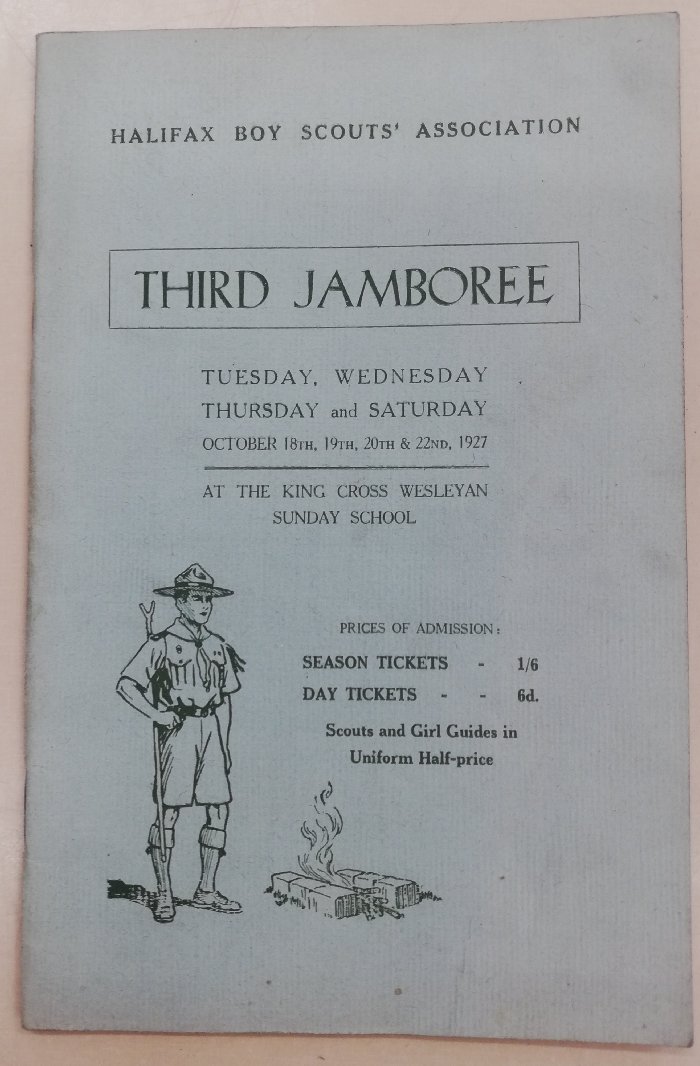 HALIFAX BOY SCOUTS' ASSOCIATION
THIRD JAMBOREE
TUESDAY, WEDNESDAY
THURSDAY and SATURDAY
OCTOBER 18TH, 19TH, 20TH & 22ND, 1927
AT THE KING CROSS WESLEYAN
SUNDAY SCHOOL
PRICES OF ADMISSION:
SEASON TICKETS - 1/6
DAY TICKETS - - 6d.
Scouts and Girl Guides in
Uniform Half-price